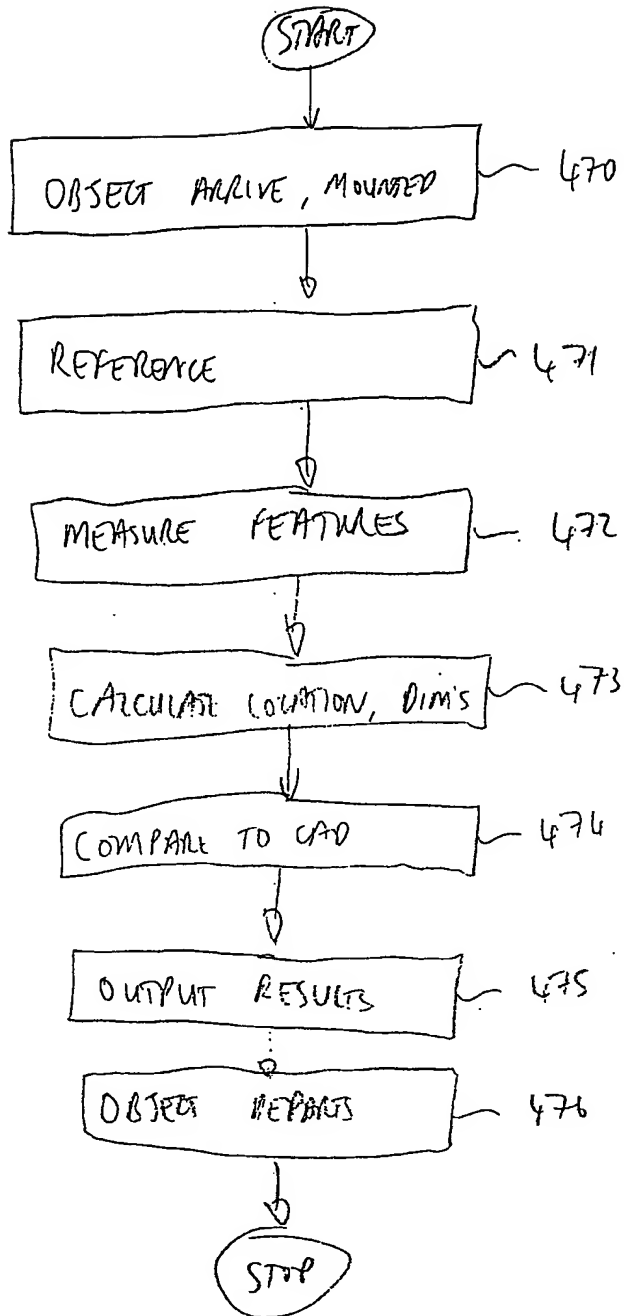 START
OBJECT ARRIVE, MOUNTED
470
REFERENCE
471
MEASURE FEATURES
472
CALCULATE LOCATION, DIM'S
473
COMPARE TO CAD
474
OUTPUT RESULTS
475
OBJECT DEPARTS
476
STOP